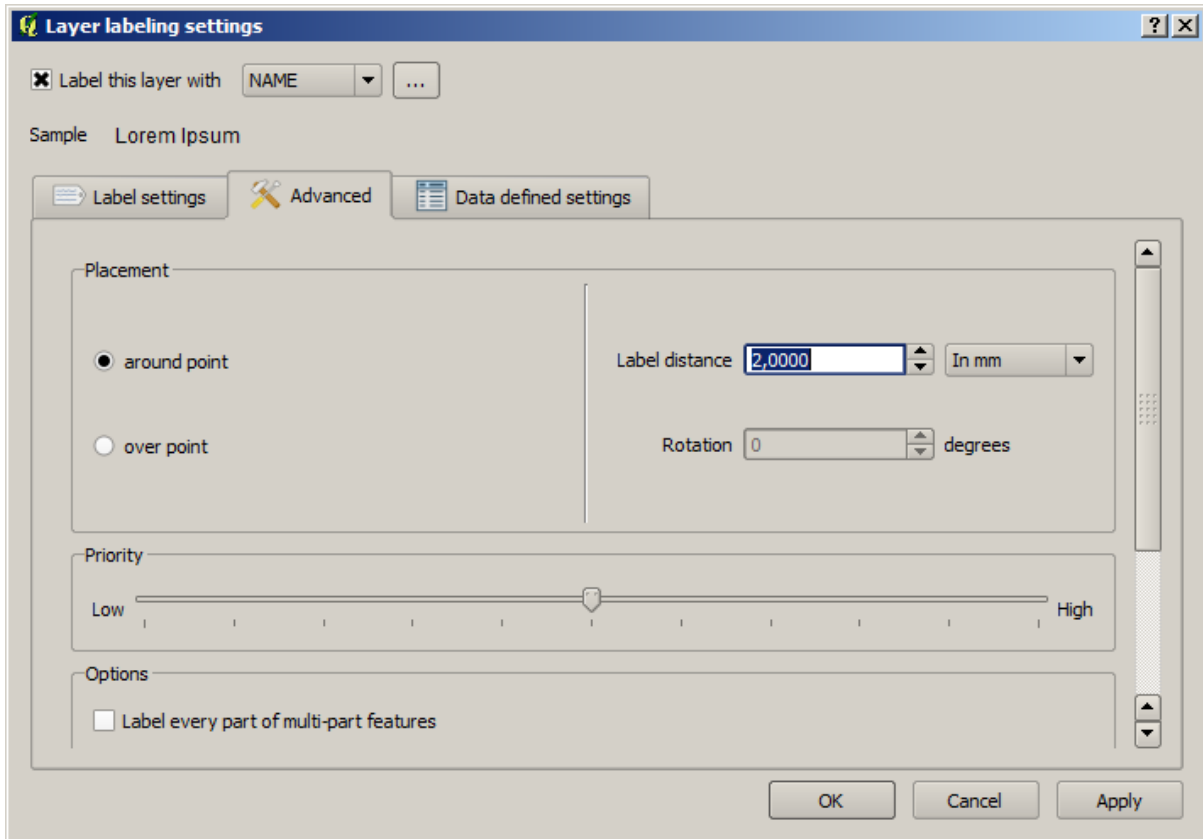 Layer labeling settings
Label this layer with NAME ...
Sample Lorem Ipsum
Label settings Advanced Data defined settings
Placement
around point Label distance 2,0000 In mm
over point Rotation 0 degrees
Priority
Low High
Options
Label every part of multi-part features
OK Cancel Apply